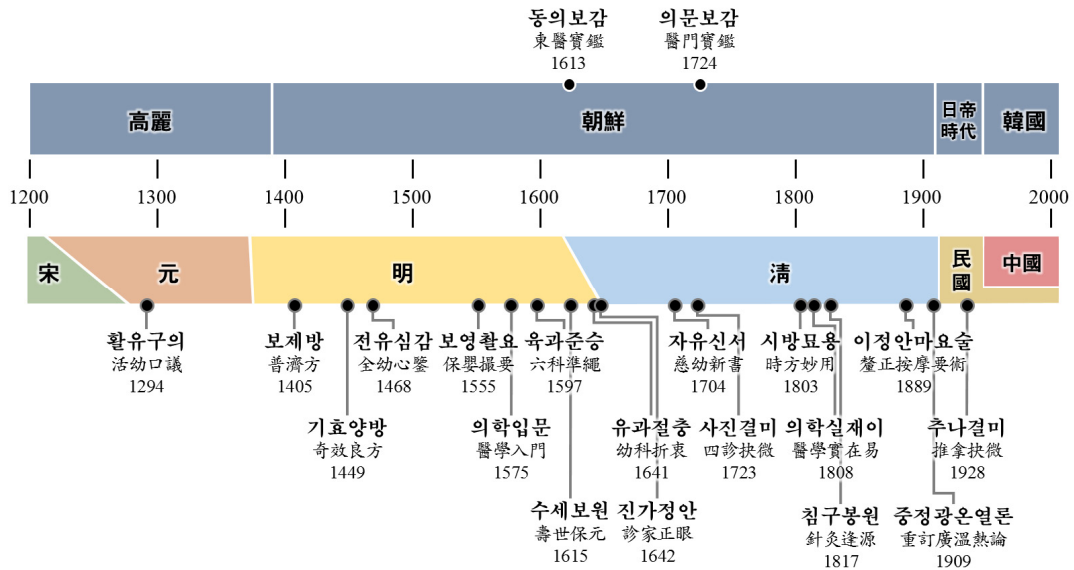 동의보감
東醫寶鑑
1613
의문보감
醫門寶鑑
1724
高麗
朝鮮
日帝
時代
韓國
1200
1300
1400
1500
1600
1700
1800
1900
2000
宋
元
明
淸
民
國
中國
활유구의
活幼口議
1294
보제방
普濟方
1405
전유심감
全幼心鑒
1468
보영촬요
保嬰撮要
1555
육과준승
六科準繩
1597
자유신서
慈幼新書
1704
시방묘용
時方妙用
1803
이정안마요술
釐正按摩要術
1889
기효양방
奇效良方
1449
의학입문
醫學入門
1575
유과절충
幼科折衷
1641
사진결미
四診抉微
1723
의학실재이
醫學實在易
1808
추나결미
推拿抉微
1928
수세보원
壽世保元
1615
진가정안
診家正眼
1642
침구봉원
針灸逢源
1817
중정광온열론
重訂廣溫熱論
1909